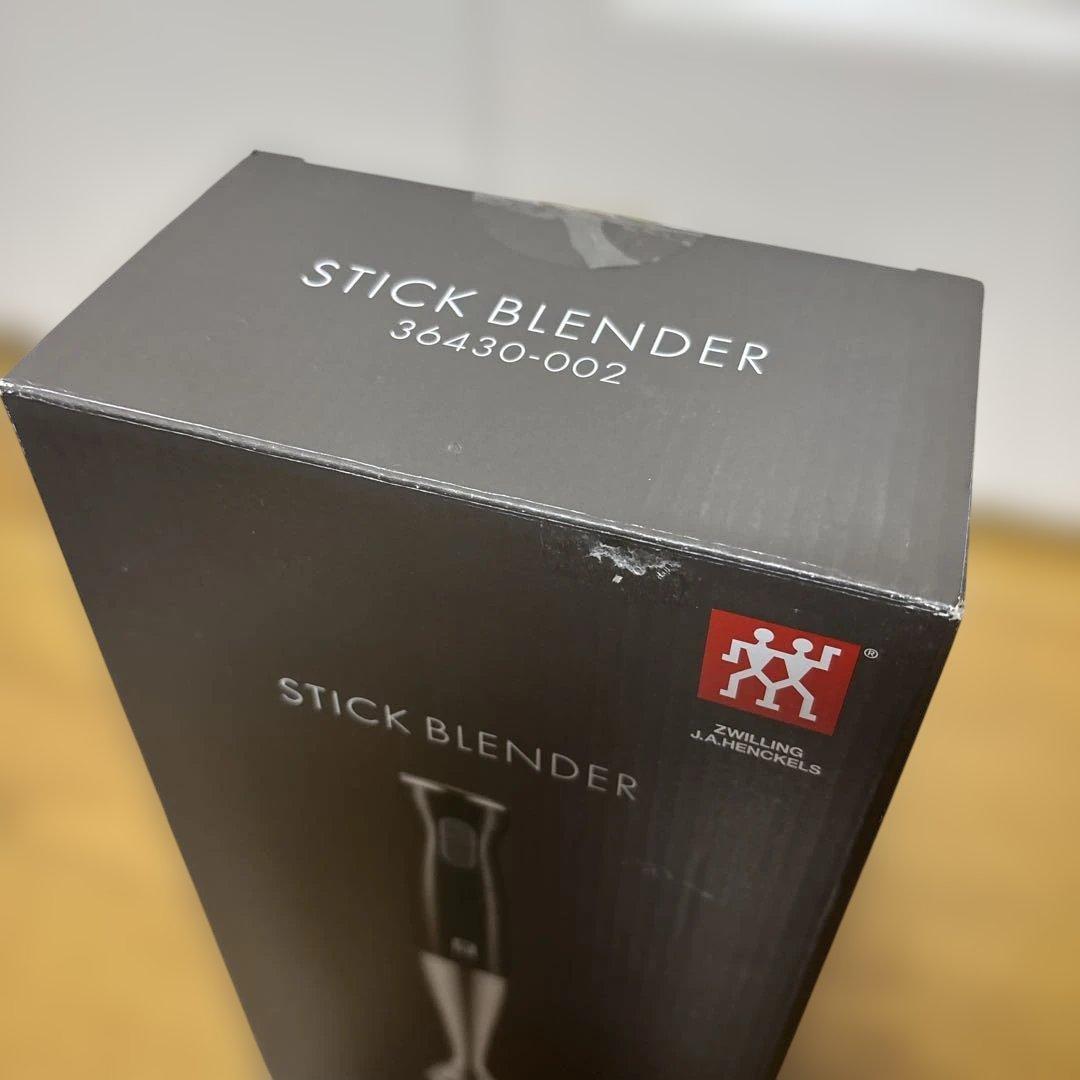 STICK BLENDER
36430-002
®
ZWILLING
J.A.HENCKELS
STICK BLENDER